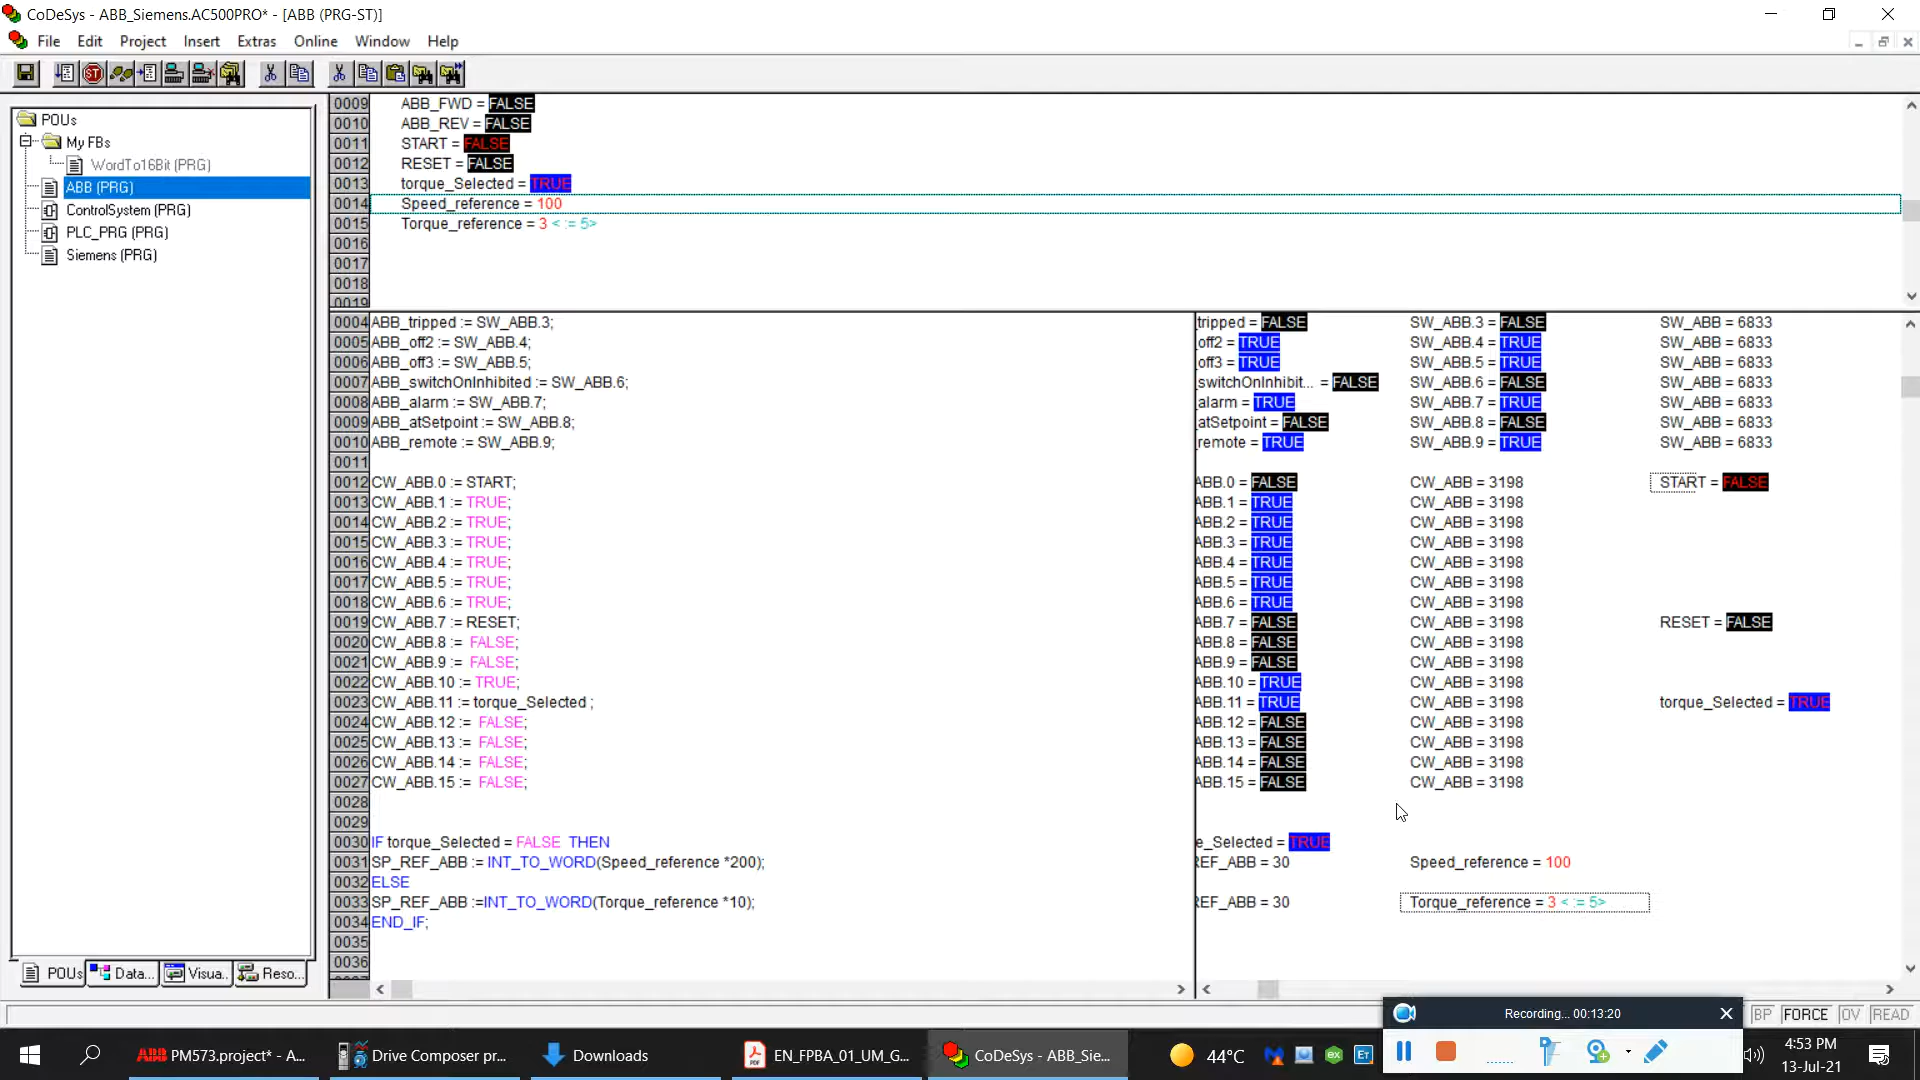 CoDeSys - ABB_Siemens.AC500PRO* - [ABB (PRG-ST)]
File Edit Project Insert Extras Online Window Help
POUs
My FBs
WordTo16Bit (PRG)
ABB (PRG)
ControlSystem (PRG)
PLC_PRG (PRG)
Siemens (PRG)
POUs Data... Visua.. Reso...
0009 ABB_FWD = FALSE
0010 ABB_REV = FALSE
0011 START = FALSE
0012 RESET = FALSE
0013 torque_Selected = TRUE
0014 Speed_reference = 100
0015 Torque_reference = 3 < := 5>
0016
0017
0018
0019
0004 ABB_tripped := SW_ABB.3; tripped = FALSE SW_ABB.3 = FALSE SW_ABB = 6833
0005 ABB_off2 := SW_ABB.4; _off2 = TRUE SW_ABB.4 = TRUE SW_ABB = 6833
0006 ABB_off3 := SW_ABB.5; _off3 = TRUE SW_ABB.5 = TRUE SW_ABB = 6833
0007 ABB_switchOnInhibited := SW_ABB.6; _switchOnInhibit... = FALSE SW_ABB.6 = FALSE SW_ABB = 6833
0008 ABB_alarm := SW_ABB.7; _alarm = TRUE SW_ABB.7 = TRUE SW_ABB = 6833
0009 ABB_atSetpoint := SW_ABB.8; _atSetpoint = FALSE SW_ABB.8 = FALSE SW_ABB = 6833
0010 ABB_remote := SW_ABB.9; _remote = TRUE SW_ABB.9 = TRUE SW_ABB = 6833
0011
0012 CW_ABB.0 := START; ABB.0 = FALSE CW_ABB = 3198 START = FALSE
0013 CW_ABB.1 := TRUE; ABB.1 = TRUE CW_ABB = 3198
0014 CW_ABB.2 := TRUE; ABB.2 = TRUE CW_ABB = 3198
0015 CW_ABB.3 := TRUE; ABB.3 = TRUE CW_ABB = 3198
0016 CW_ABB.4 := TRUE; ABB.4 = TRUE CW_ABB = 3198
0017 CW_ABB.5 := TRUE; ABB.5 = TRUE CW_ABB = 3198
0018 CW_ABB.6 := TRUE; ABB.6 = TRUE CW_ABB = 3198
0019 CW_ABB.7 := RESET; ABB.7 = FALSE CW_ABB = 3198 RESET = FALSE
0020 CW_ABB.8 := FALSE; ABB.8 = FALSE CW_ABB = 3198
0021 CW_ABB.9 := FALSE; ABB.9 = FALSE CW_ABB = 3198
0022 CW_ABB.10 := TRUE; ABB.10 = TRUE CW_ABB = 3198
0023 CW_ABB.11 := torque_Selected ; ABB.11 = TRUE CW_ABB = 3198 torque_Selected = TRUE
0024 CW_ABB.12 := FALSE; ABB.12 = FALSE CW_ABB = 3198
0025 CW_ABB.13 := FALSE; ABB.13 = FALSE CW_ABB = 3198
0026 CW_ABB.14 := FALSE; ABB.14 = FALSE CW_ABB = 3198
0027 CW_ABB.15 := FALSE; ABB.15 = FALSE CW_ABB = 3198
0028
0029
0030 IF torque_Selected = FALSE THEN e_Selected = TRUE
0031 SP_REF_ABB := INT_TO_WORD(Speed_reference *200); REF_ABB = 30 Speed_reference = 100
0032 ELSE
0033 SP_REF_ABB :=INT_TO_WORD(Torque_reference *10); REF_ABB = 30 Torque_reference = 3 < := 5>
0034 END_IF;
0035
0036
Recording... 00:13:20
BP FORCE OV READ
ABB PM573.project* - A... Drive Composer pr... Downloads EN_FPBA_01_UM_G... CoDeSys - ABB_Sie... 44°C
4:53 PM
13-Jul-21